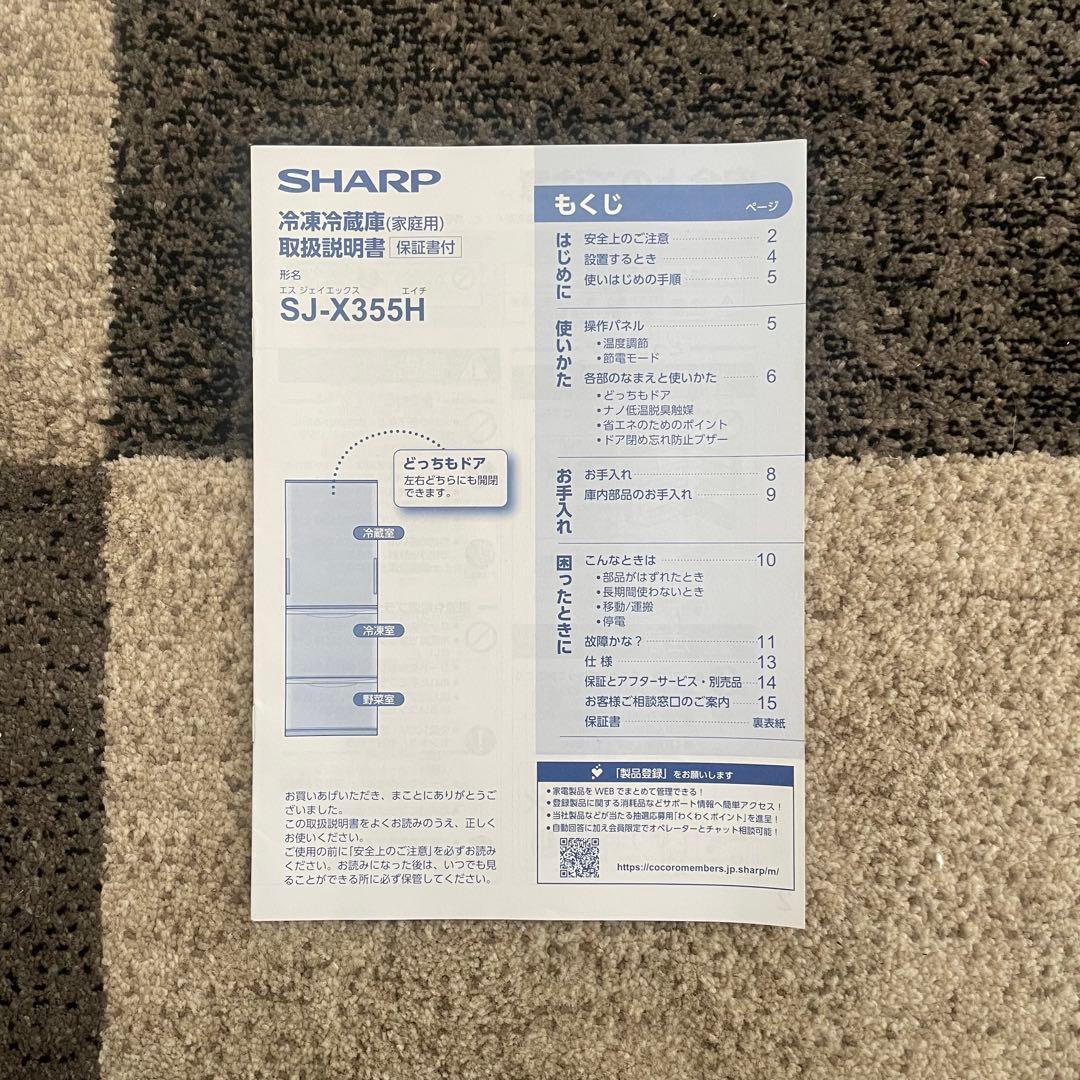 SHARP
冷凍冷蔵庫(家庭用)
取扱説明書 保証書付
形名
エス ジェイエックス エイチ
SJ-X355H
どっちもドア
左右どちらにも開閉
できます。
冷蔵室
冷凍室
野菜室
お買いあげいただき、まことにありがとうご
ざいました。
この取扱説明書をよくお読みのうえ、正しく
お使いください。
ご使用の前に「安全上のご注意」を必ずお読み
ください。お読みになった後は、いつでも見
ることができる所に必ず保管してください。
もくじ ページ
はじめに
安全上のご注意 2
設置するとき 4
使いはじめの手順 5
使いかた
操作パネル 5
•温度調節
•節電モード
各部のなまえと使いかた 6
•どっちもドア
•ナノ低温脱臭触媒
•省エネのためのポイント
•ドア閉め忘れ防止ブザー
お手入れ
お手入れ 8
庫内部品のお手入れ 9
困ったときに
こんなときは 10
•部品がはずれたとき
•長期間使わないとき
•移動/運搬
•停電
故障かな? 11
仕様 13
保証とアフターサービス・別売品 14
お客様ご相談窓口のご案内 15
保証書 裏表紙
「製品登録」をお願いします
•家電製品を WEB でまとめて管理できる!
•登録製品に関する消耗品などサポート情報へ簡単アクセス!
•当社製品などが当たる抽選応募用「わくわくポイント」を進呈!
•自動回答に加え会員限定でオペレーターとチャット相談可能!
https://cocoromembers.jp.sharp/m/